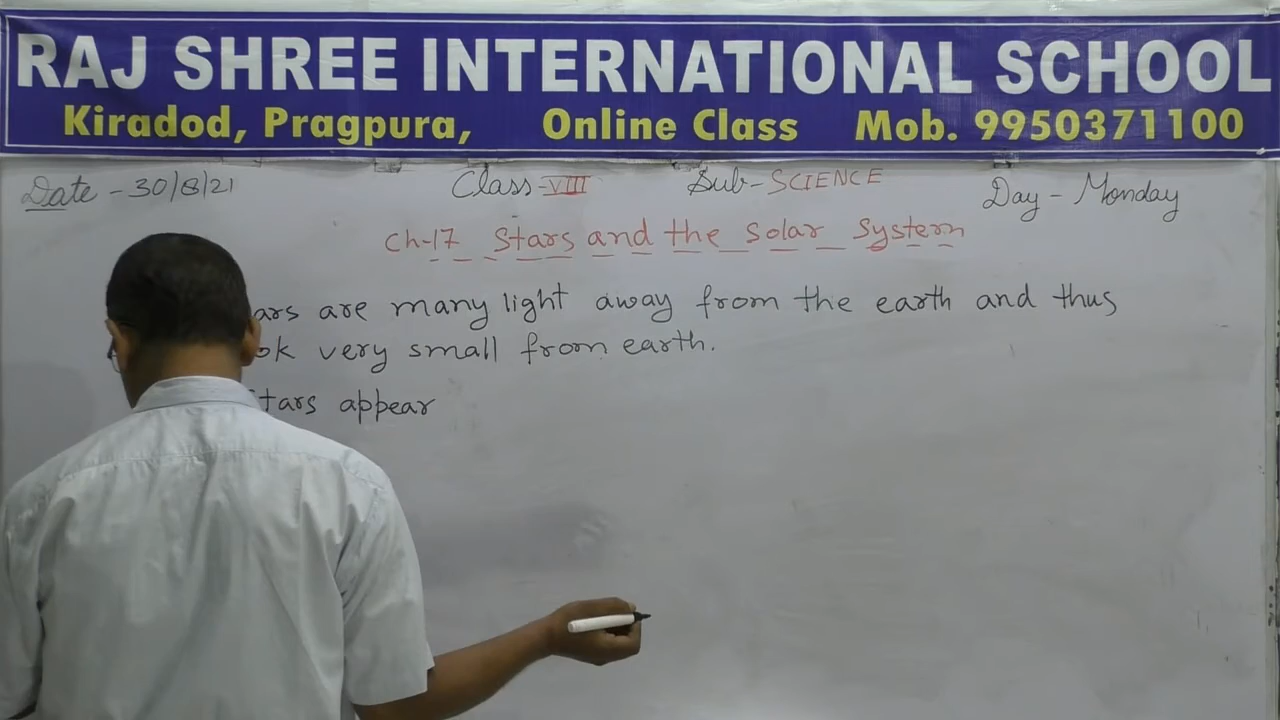 RAJ SHREE INTERNATIONAL SCHOOL
Kiradod, Pragpura, Online Class Mob. 9950371100
Date - 30/8/21 Class-VIII Sub-SCIENCE Day - Monday
Ch-17 Stars and the Solar System
are many light away from the earth and thus
very small from earth.
Stars appear